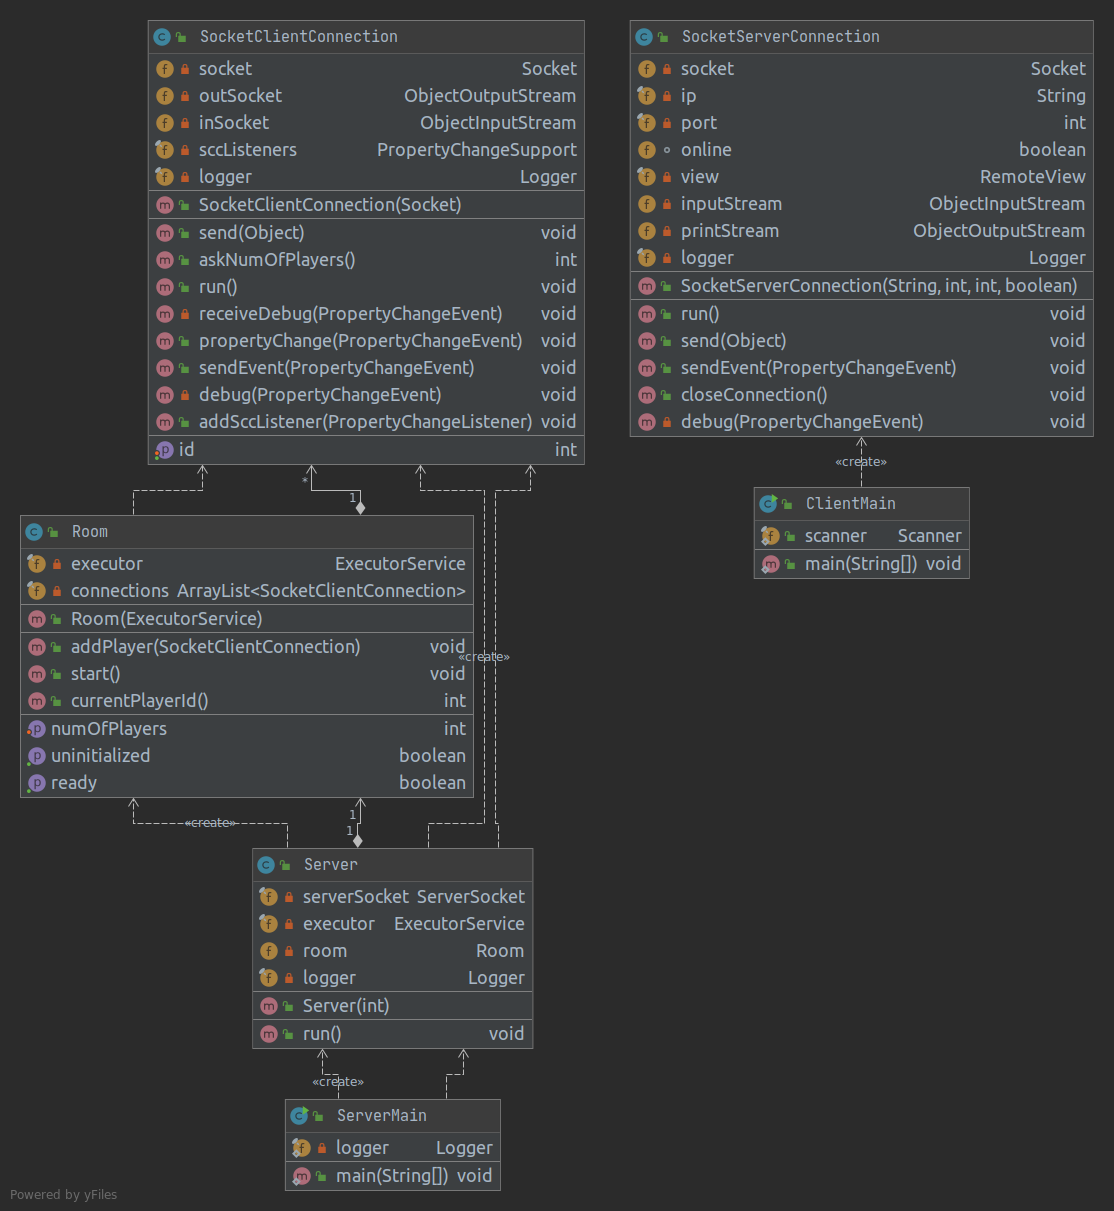 SocketClientConnection
socket Socket
outSocket ObjectOutputStream
inSocket ObjectInputStream
sccListeners PropertyChangeSupport
logger Logger
SocketClientConnection(Socket)
send(Object) void
askNumOfPlayers() int
run() void
receiveDebug(PropertyChangeEvent) void
propertyChange(PropertyChangeEvent) void
sendEvent(PropertyChangeEvent) void
debug(PropertyChangeEvent) void
addSccListener(PropertyChangeListener) void
id int
SocketServerConnection
socket Socket
ip String
port int
online boolean
view RemoteView
inputStream ObjectInputStream
printStream ObjectOutputStream
logger Logger
SocketServerConnection(String, int, int, boolean)
run() void
send(Object) void
sendEvent(PropertyChangeEvent) void
closeConnection() void
debug(PropertyChangeEvent) void
«create»
ClientMain
scanner Scanner
main(String[]) void
*
1
Room
executor ExecutorService
connections ArrayList<SocketClientConnection>
Room(ExecutorService)
addPlayer(SocketClientConnection) void
start() void
currentPlayerId() int
numOfPlayers int
uninitialized boolean
ready boolean
«create»
«create»
1
1
Server
serverSocket ServerSocket
executor ExecutorService
room Room
logger Logger
Server(int)
run() void
«create»
ServerMain
logger Logger
main(String[]) void
Powered by yFiles